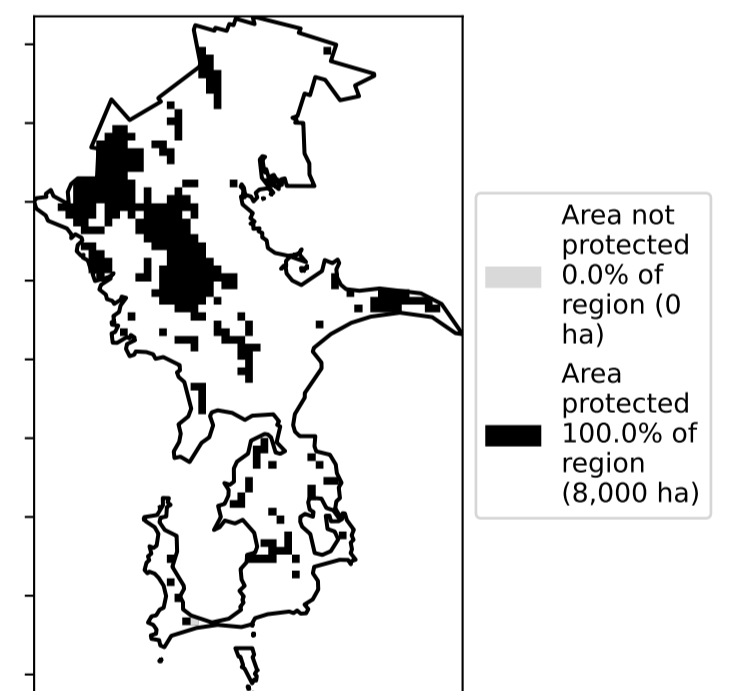 Area not
protected
0.0% of
region (0
ha)
Area
protected
100.0% of
region
(8,000 ha)